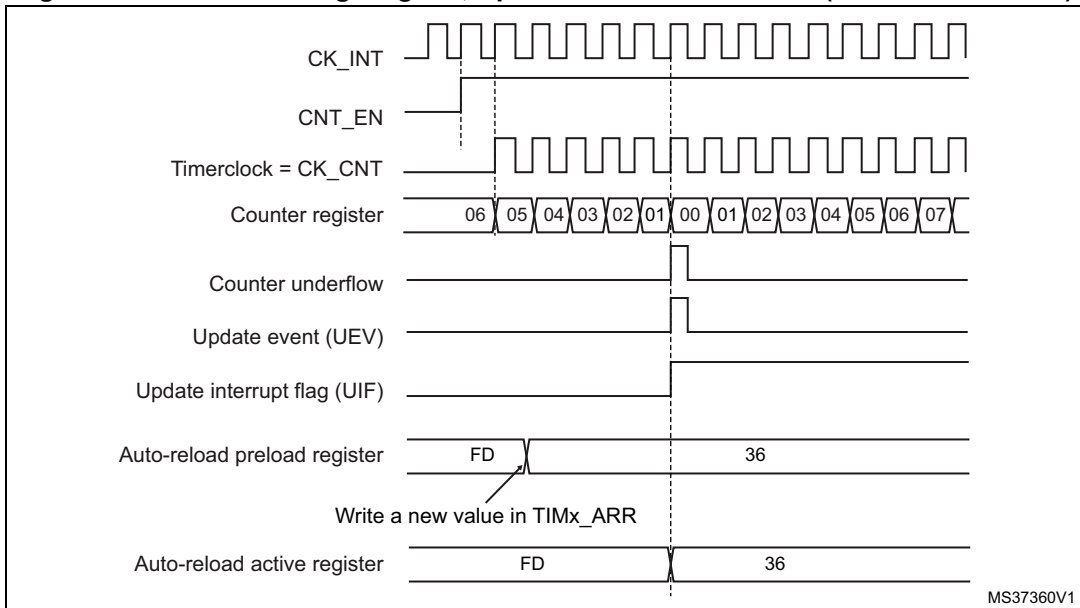 CK_INT
CNT_EN
Timerclock = CK_CNT
Counter register 06 05 04 03 02 01 00 01 02 03 04 05 06 07
Counter underflow
Update event (UEV)
Update interrupt flag (UIF)
Auto-reload preload register FD 36
Write a new value in TIMx_ARR
Auto-reload active register FD 36
MS37360V1